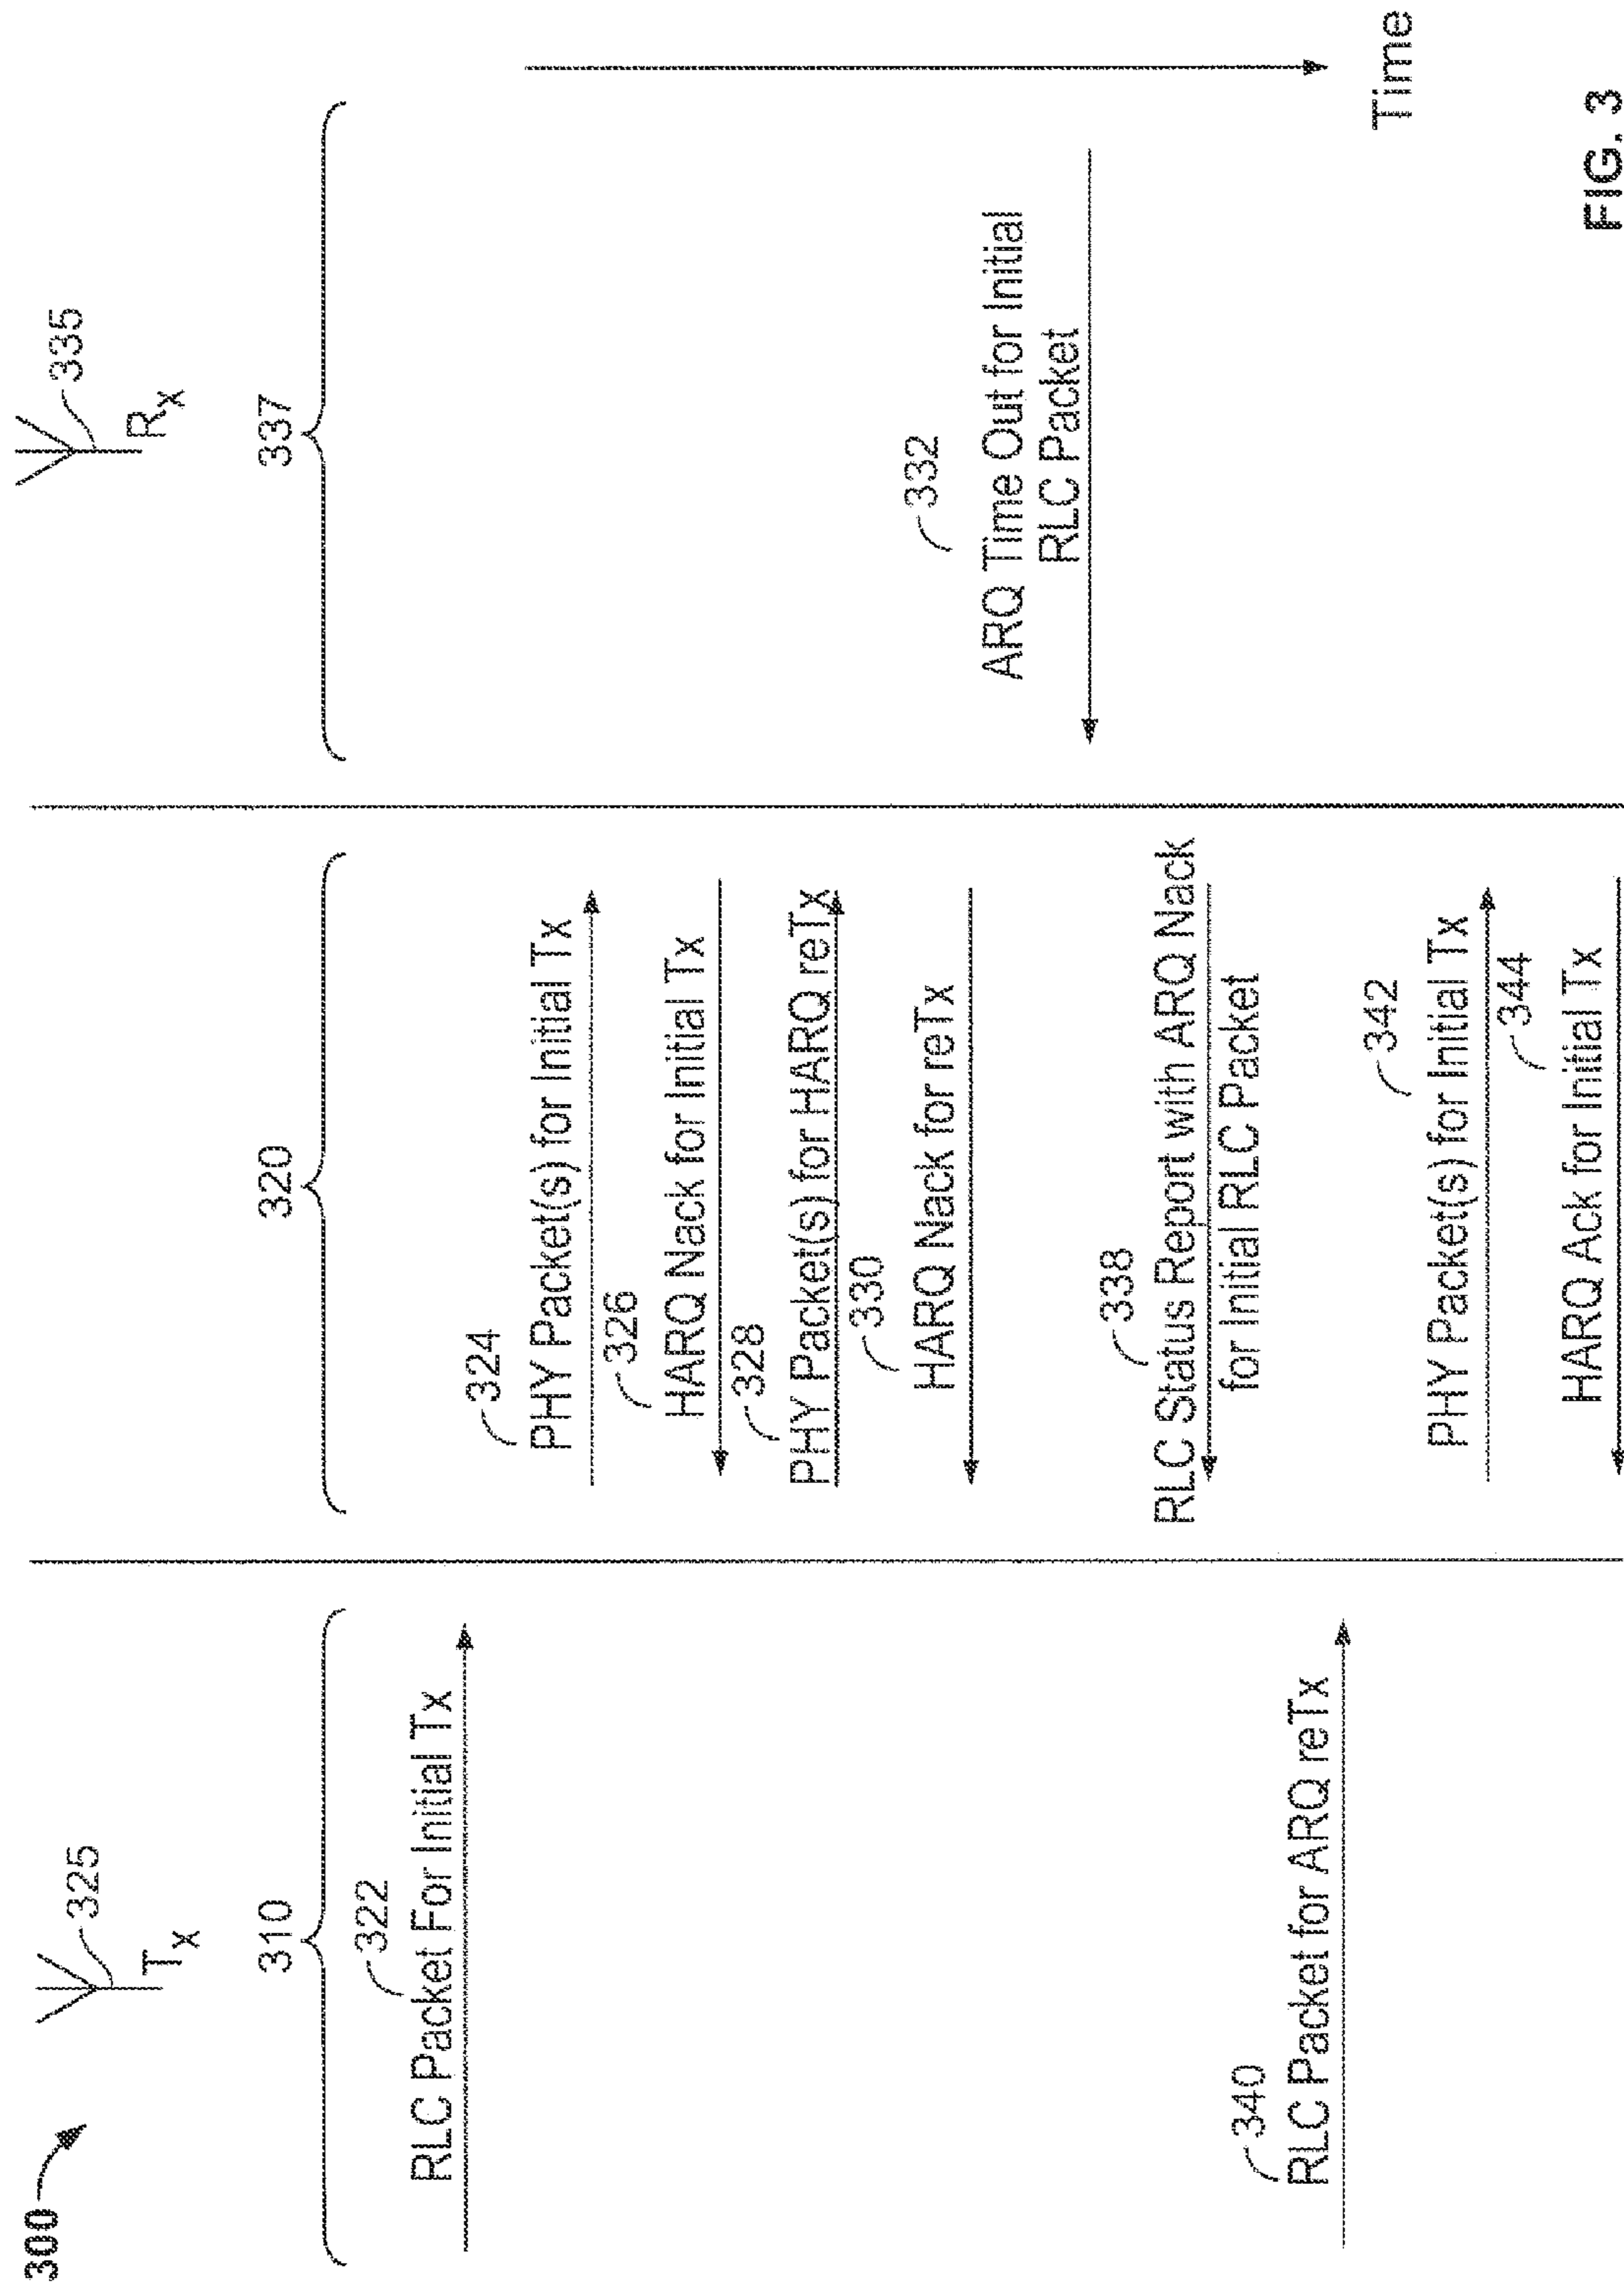 300
325
Tx
335
Rx
310
320
337
322
RLC Packet For Initial Tx
324
PHY Packet(s) for Initial Tx
326
HARQ Nack for Initial Tx
328
PHY Packet(s) for HARQ reTx
330
HARQ Nack for reTx
332
ARQ Time Out for Initial
RLC Packet
338
RLC Status Report with ARQ Nack
for Initial RLC Packet
340
RLC Packet for ARQ reTx
342
PHY Packet(s) for Initial Tx
344
HARQ Ack for Initial Tx
Time
FIG. 3